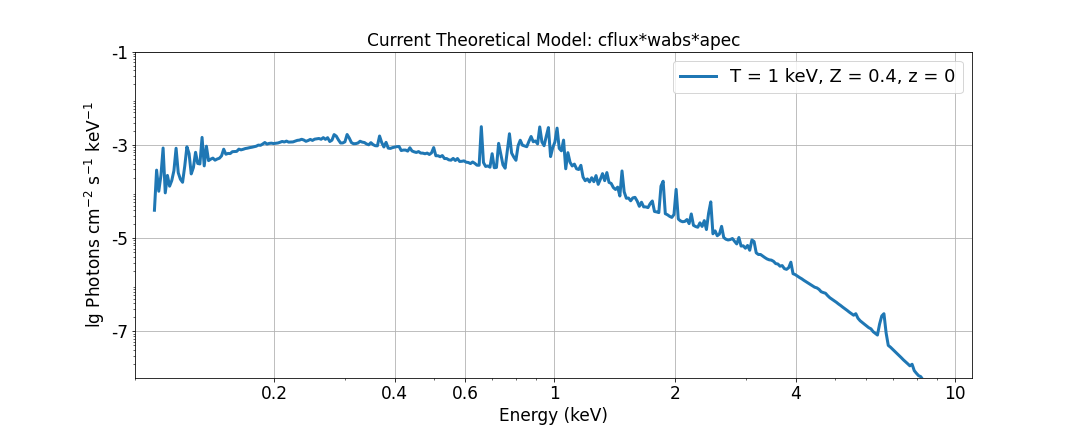 Current Theoretical Model: cflux*wabs*apec
T = 1 keV, Z = 0.4, z = 0
lg Photons cm⁻² s⁻¹ keV⁻¹
-1
-3
-5
-7
0.2 0.4 0.6 1 2 4 10
Energy (keV)